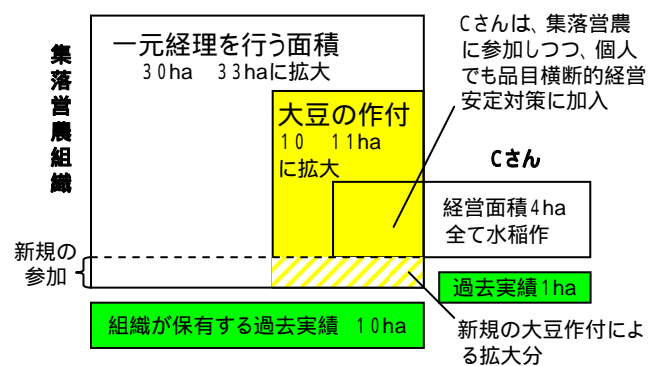 集落営農組織
一元経理を行う面積
30ha　33haに拡大
大豆の作付
10　11ha
に拡大
Cさんは、集落営農
に参加しつつ、個人
でも品目横断的経営
安定対策に加入
Cさん
経営面積4ha
全て水稲作
新規の
参加
過去実績1ha
組織が保有する過去実績　10ha
新規の大豆作付によ
る拡大分